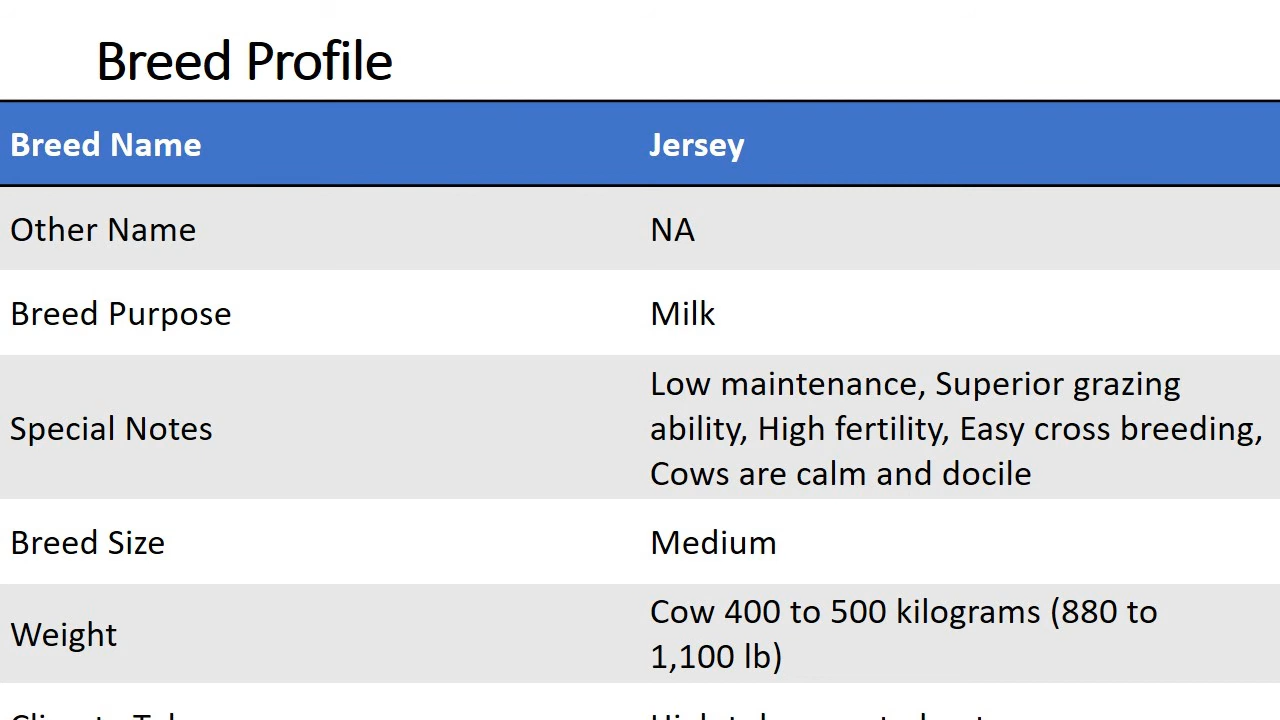 Breed Profile
Breed Name Jersey
Other Name NA
Breed Purpose Milk
Special Notes Low maintenance, Superior grazing
ability, High fertility, Easy cross breeding,
Cows are calm and docile
Breed Size Medium
Weight Cow 400 to 500 kilograms (880 to
1,100 lb)